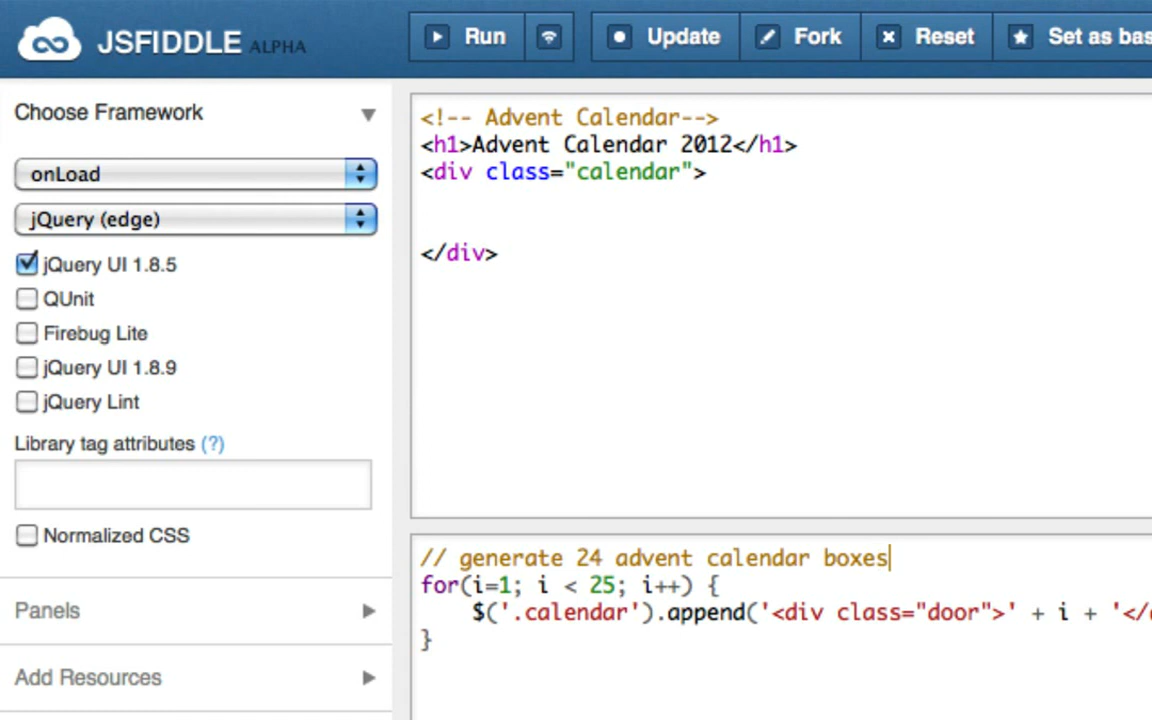 JSFIDDLE ALPHA
Run
Update
Fork
Reset
Set as bas
Choose Framework
onLoad
jQuery (edge)
jQuery UI 1.8.5
QUnit
Firebug Lite
jQuery UI 1.8.9
jQuery Lint
Library tag attributes (?)
Normalized CSS
Panels
Add Resources
<!-- Advent Calendar-->
<h1>Advent Calendar 2012</h1>
<div class="calendar">
</div>
// generate 24 advent calendar boxes
for(i=1; i < 25; i++) {
$('.calendar').append('<div class="door">' + i + '</d
}